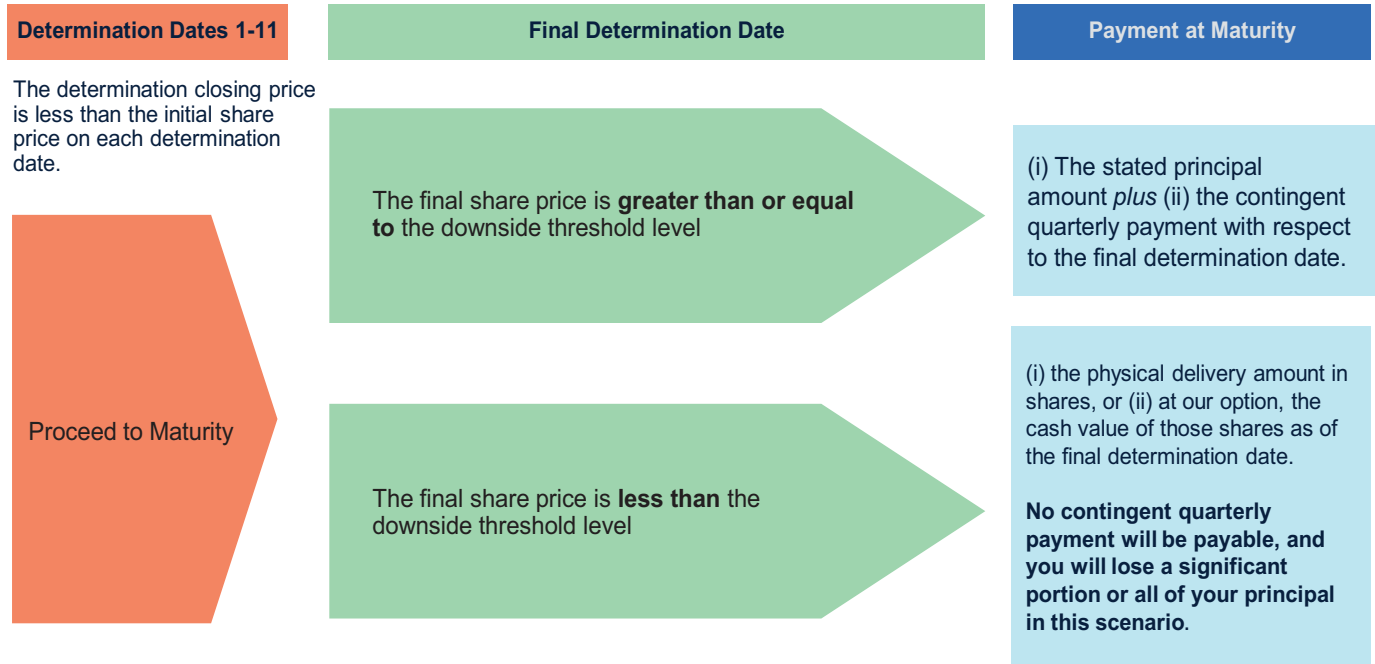 Determination Dates 1-11
Final Determination Date
Payment at Maturity
The determination closing price
is less than the initial share
price on each determination
date.
Proceed to Maturity
The final share price is greater than or equal
to the downside threshold level
(i) The stated principal
amount plus (ii) the contingent
quarterly payment with respect
to the final determination date.
The final share price is less than the
downside threshold level
(i) the physical delivery amount in
shares, or (ii) at our option, the
cash value of those shares as of
the final determination date.
No contingent quarterly
payment will be payable, and
you will lose a significant
portion or all of your principal
in this scenario.